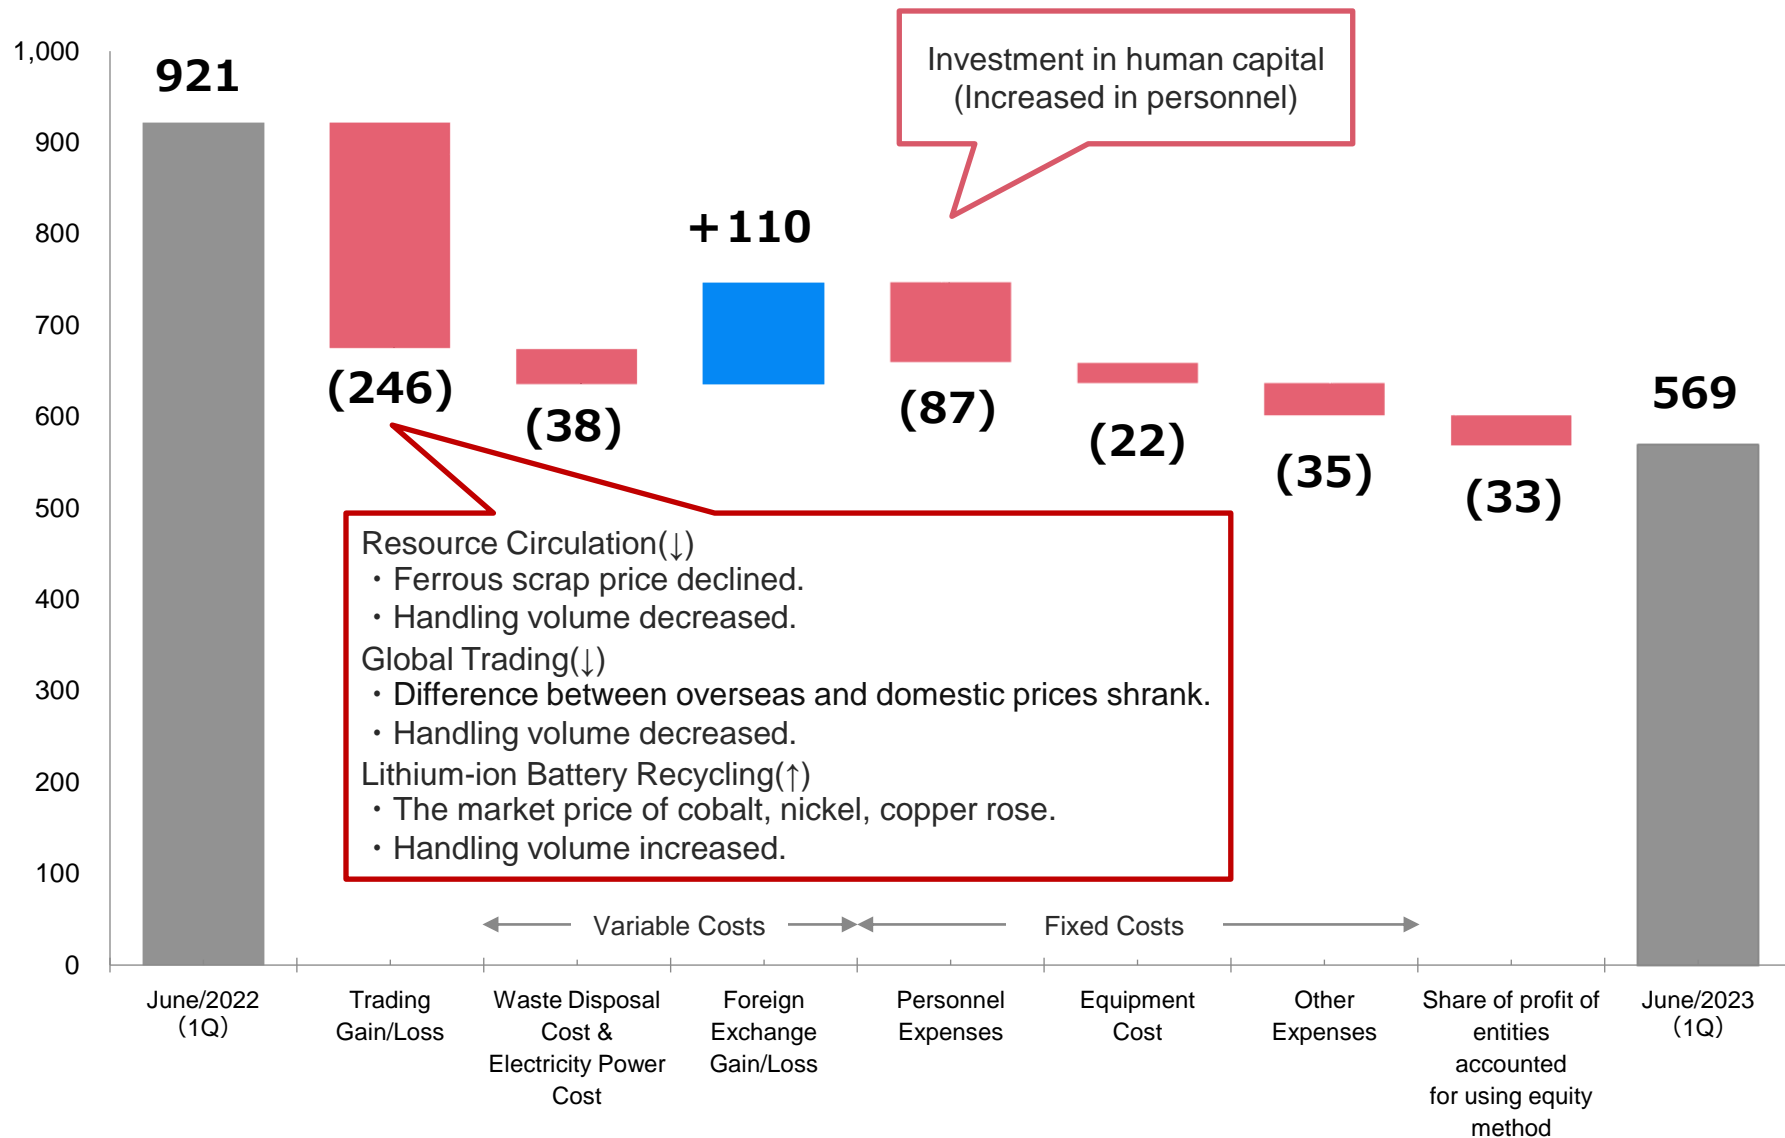 Investment in human capital
(Increased in personnel)
1,000
900
800
700
600
500
400
300
200
100
0
921
(246)
(38)
+110
(87)
(22)
(35)
(33)
569
Resource Circulation(↓)
・Ferrous scrap price declined.
・Handling volume decreased.
Global Trading(↓)
・Difference between overseas and domestic prices shrank.
・Handling volume decreased.
Lithium-ion Battery Recycling(↑)
・The market price of cobalt, nickel, copper rose.
・Handling volume increased.
Variable Costs
Fixed Costs
June/2022
（1Q）
Trading
Gain/Loss
Waste Disposal
Cost &
Electricity Power
Cost
Foreign
Exchange
Gain/Loss
Personnel
Expenses
Equipment
Cost
Other
Expenses
Share of profit of
entities
accounted
for using equity
method
June/2023
（1Q）